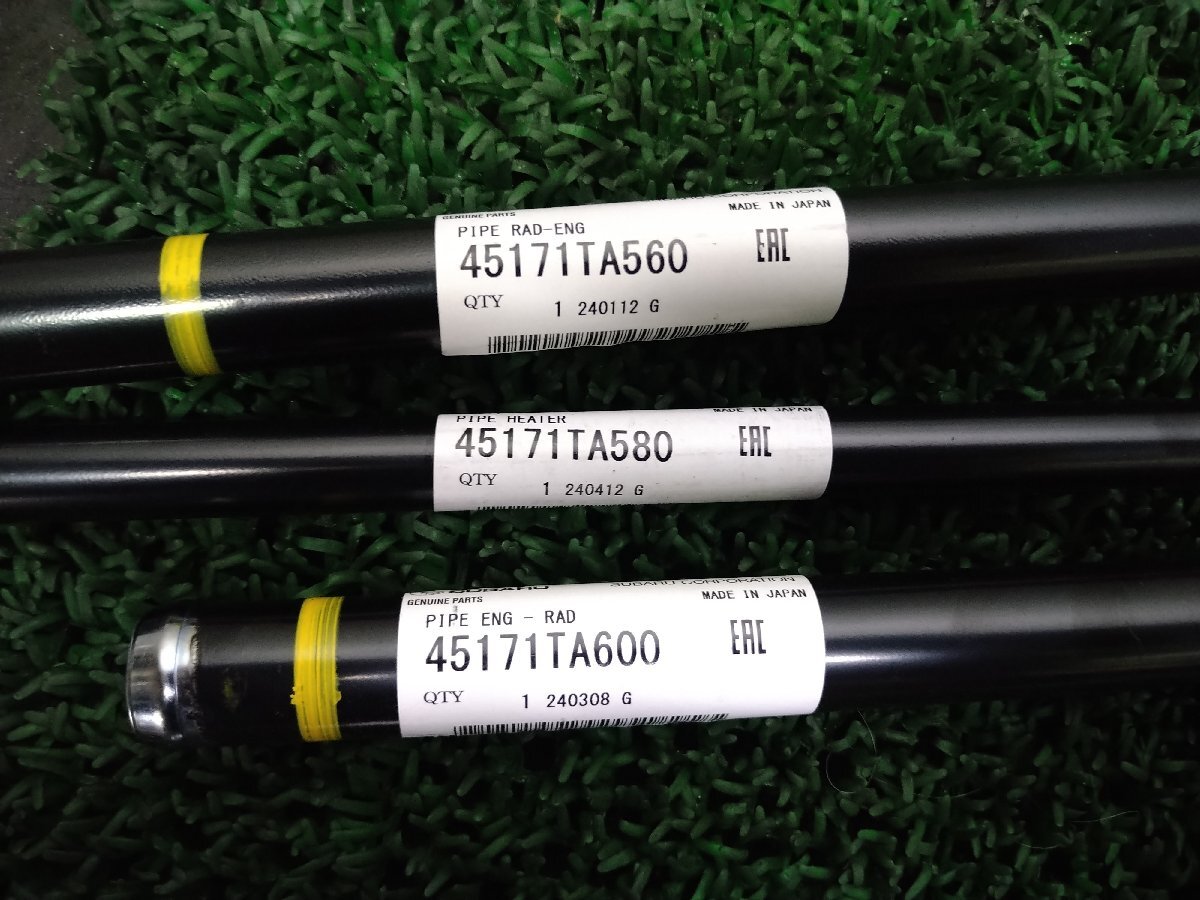 CORPORATION
GENUINE PARTS MADE IN JAPAN
PIPE RAD-ENG
45171TA560 EAC
QTY 1 240112 G
MADE IN JAPAN
PIPE HEATER
45171TA580 EAC
QTY 1 240412 G
SUBARU SUBARU CORPORATION
GENUINE PARTS MADE IN JAPAN
PIPE ENG - RAD
45171TA600 EAC
QTY 1 240308 G